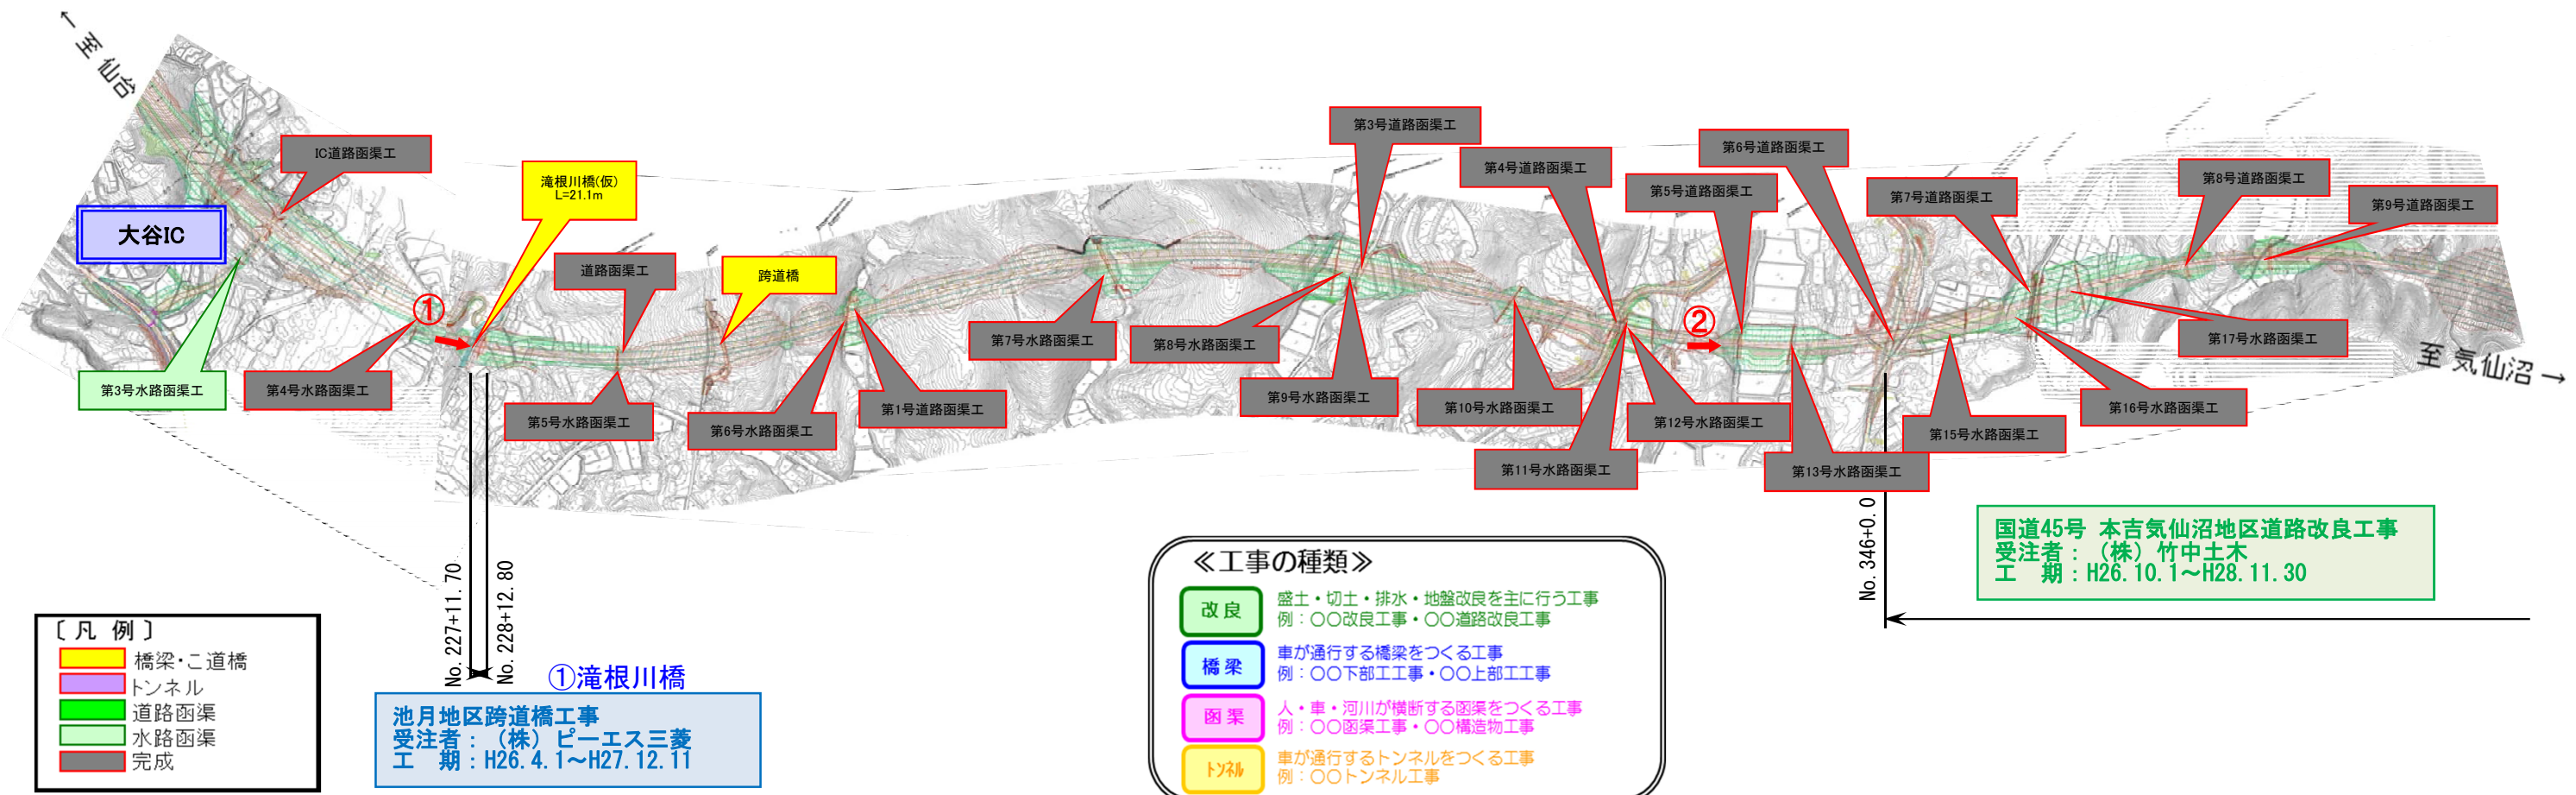 ← 至 仙台
IC道路函渠工
大谷IC
滝根川橋(仮)
L=21.1m
道路函渠工
跨道橋
第3号道路函渠工
第4号道路函渠工
第5号道路函渠工
第6号道路函渠工
第7号道路函渠工
第8号道路函渠工
第9号道路函渠工
①
②
第3号水路函渠工
第4号水路函渠工
第5号水路函渠工
第6号水路函渠工
第1号道路函渠工
第7号水路函渠工
第8号水路函渠工
第9号水路函渠工
第10号水路函渠工
第11号水路函渠工
第12号水路函渠工
第13号水路函渠工
第15号水路函渠工
第16号水路函渠工
第17号水路函渠工
至 気仙沼 →
No. 227+11. 70
No. 228+12. 80
No. 346+0. 0
①滝根川橋
池月地区跨道橋工事
受注者：（株）ピーエス三菱
工　期：H26. 4. 1～H27. 12. 11
国道45号 本吉気仙沼地区道路改良工事
受注者：（株）竹中土木
工　期：H26. 10. 1～H28. 11. 30
〔凡 例〕
橋梁・こ道橋
トンネル
道路函渠
水路函渠
完成
≪工事の種類≫
改良
盛土・切土・排水・地盤改良を主に行う工事
例：〇〇改良工事・〇〇道路改良工事
橋梁
車が通行する橋梁をつくる工事
例：〇〇下部工工事・〇〇上部工工事
函渠
人・車・河川が横断する函渠をつくる工事
例：〇〇函渠工事・〇〇構造物工事
トンネル
車が通行するトンネルをつくる工事
例：〇〇トンネル工事